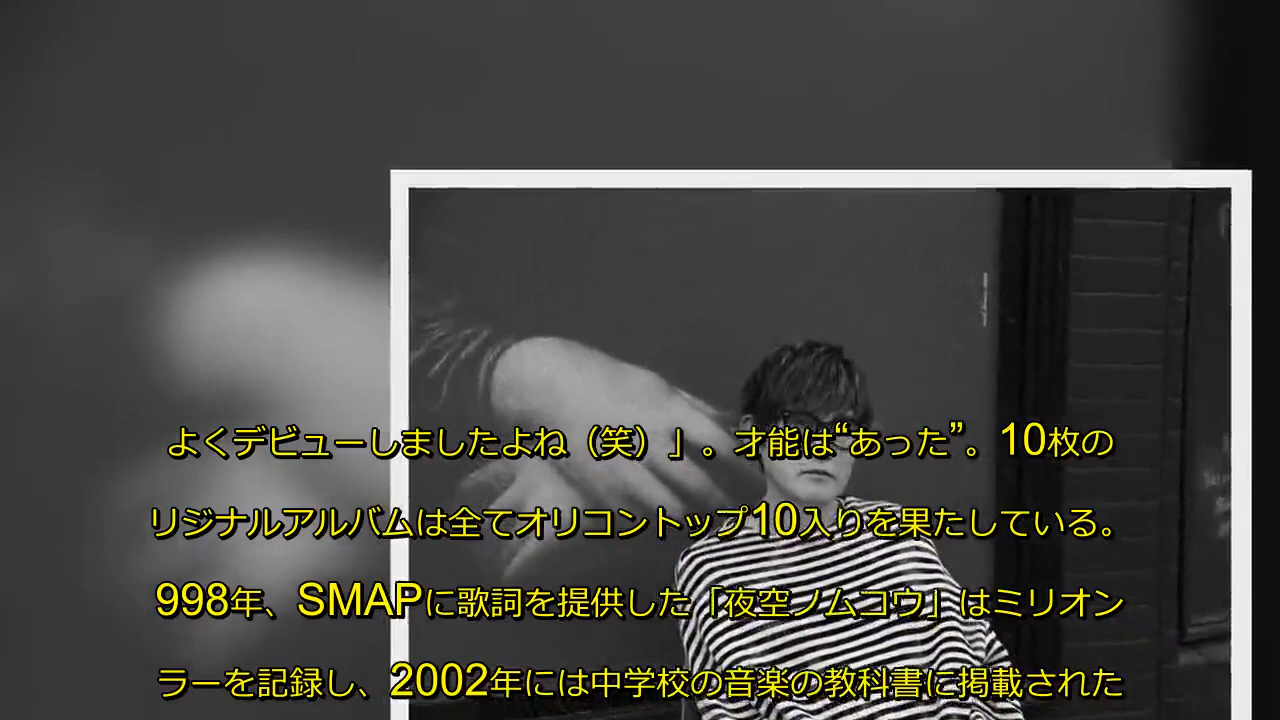 よくデビューしましたよね（笑）」。才能は“あった”。10枚の
リジナルアルバムは全てオリコントップ10入りを果たしている。
998年、SMAPに歌詞を提供した「夜空ノムコウ」はミリオン
ラーを記録し、2002年には中学校の音楽の教科書に掲載された